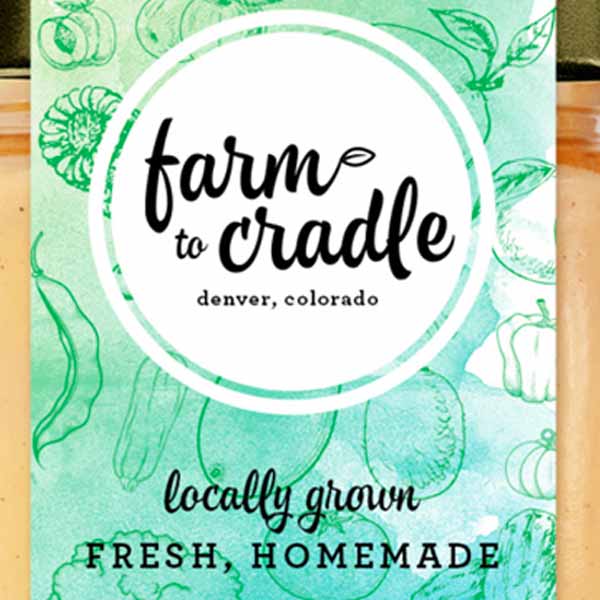 farm
to cradle
denver, colorado
locally grown
FRESH, HOMEMADE